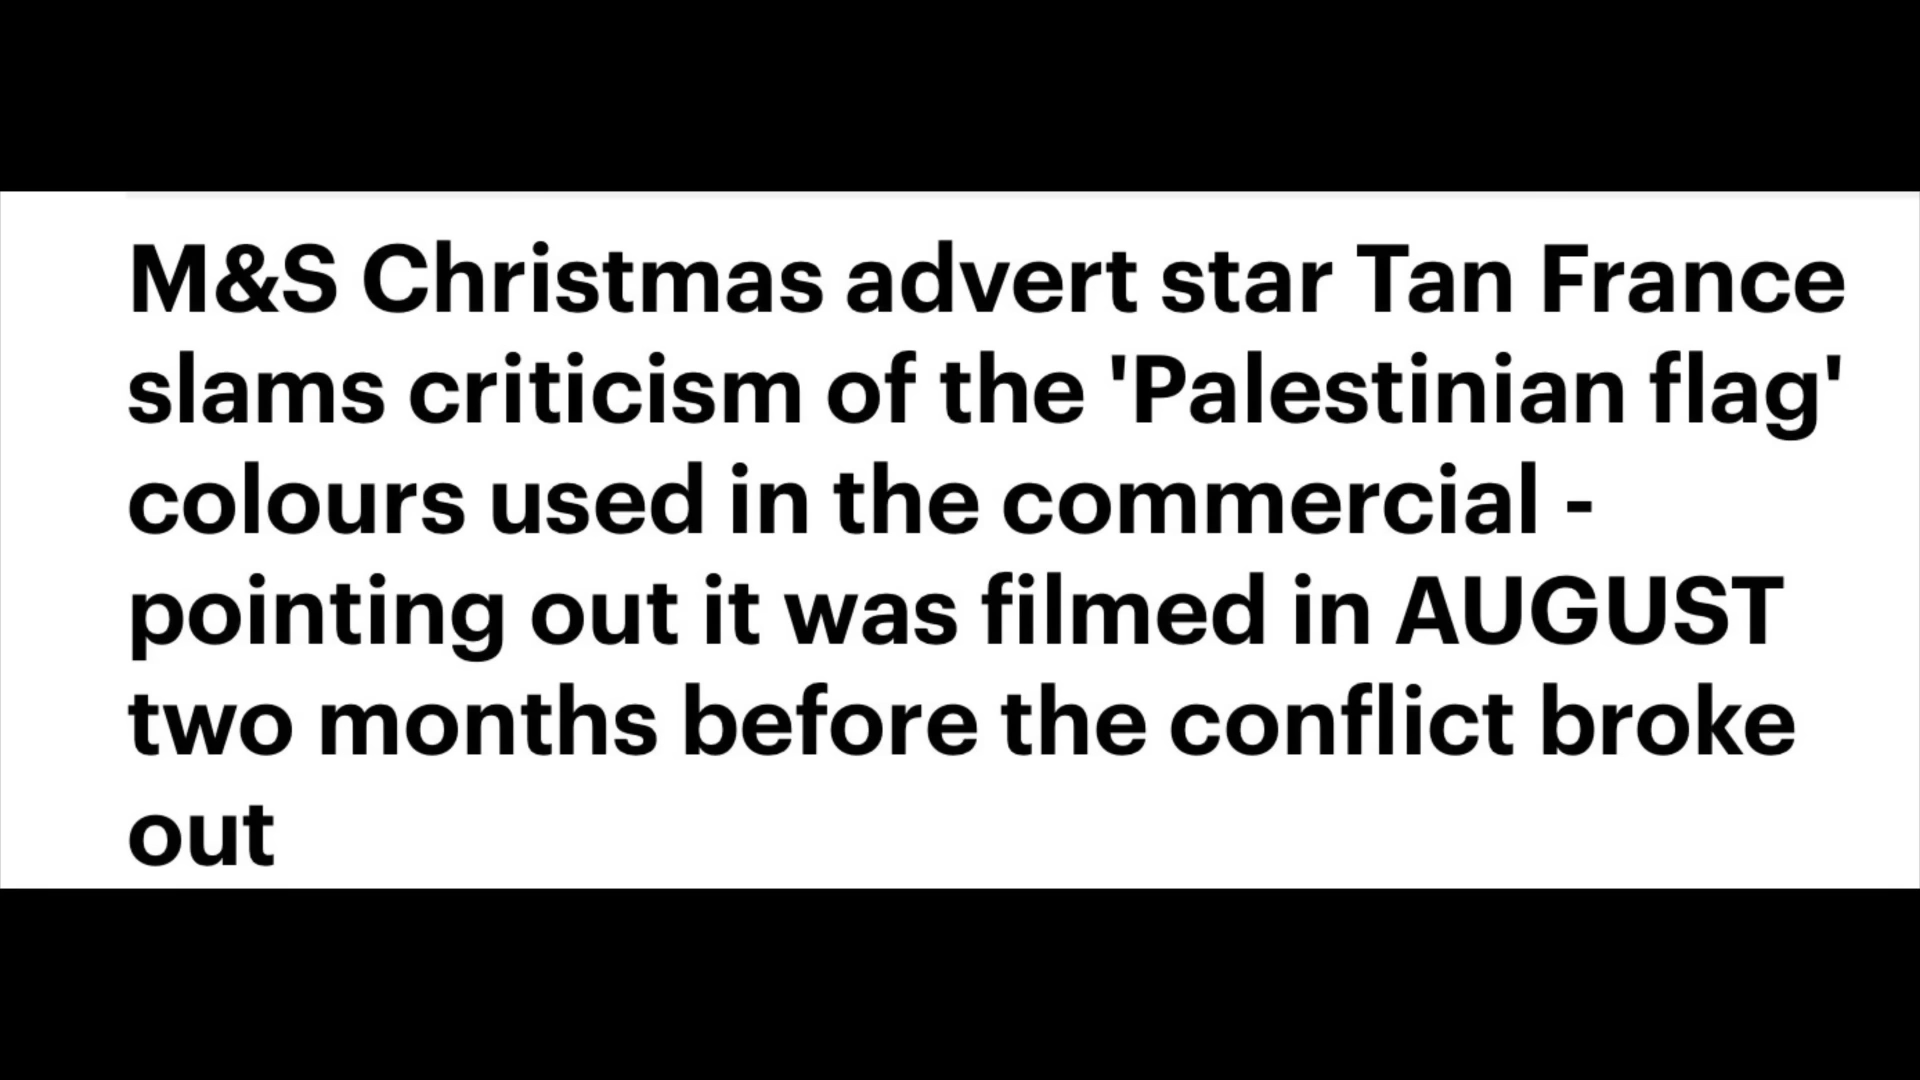 M&S Christmas advert star Tan France
slams criticism of the 'Palestinian flag'
colours used in the commercial -
pointing out it was filmed in AUGUST
two months before the conflict broke
out